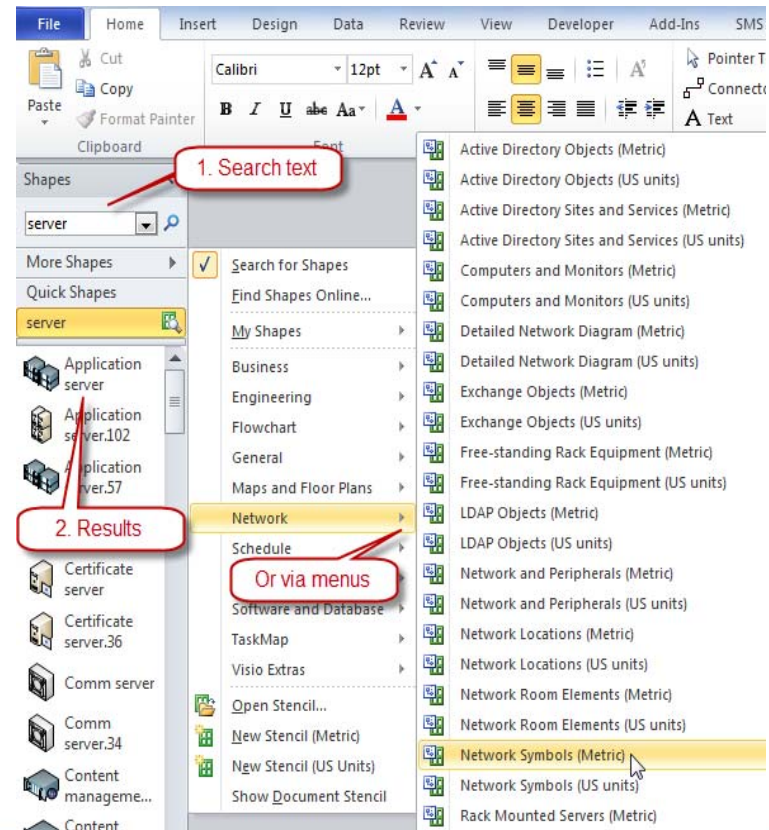 File Home Insert Design Data Review View Developer Add-Ins SMS
Cut
Copy
Format Painter
Paste
Clipboard
Calibri 12pt A A
B I U abc Aa A
Font
A
Pointer T
Connecto
A Text
Shapes
1. Search text
server
More Shapes
Quick Shapes
server
Application
server
Application
server.102
Application
server.57
2. Results
Certificate
server
Certificate
server.36
Comm server
Comm
server.34
Content
manageme...
Content
Search for Shapes
Find Shapes Online...
My Shapes
Business
Engineering
Flowchart
General
Maps and Floor Plans
Network
Schedule
Or via menus
Software and Database
TaskMap
Visio Extras
Open Stencil...
New Stencil (Metric)
New Stencil (US Units)
Show Document Stencil
Active Directory Objects (Metric)
Active Directory Objects (US units)
Active Directory Sites and Services (Metric)
Active Directory Sites and Services (US units)
Computers and Monitors (Metric)
Computers and Monitors (US units)
Detailed Network Diagram (Metric)
Detailed Network Diagram (US units)
Exchange Objects (Metric)
Exchange Objects (US units)
Free-standing Rack Equipment (Metric)
Free-standing Rack Equipment (US units)
LDAP Objects (Metric)
LDAP Objects (US units)
Network and Peripherals (Metric)
Network and Peripherals (US units)
Network Locations (Metric)
Network Locations (US units)
Network Room Elements (Metric)
Network Room Elements (US units)
Network Symbols (Metric)
Network Symbols (US units)
Rack Mounted Servers (Metric)